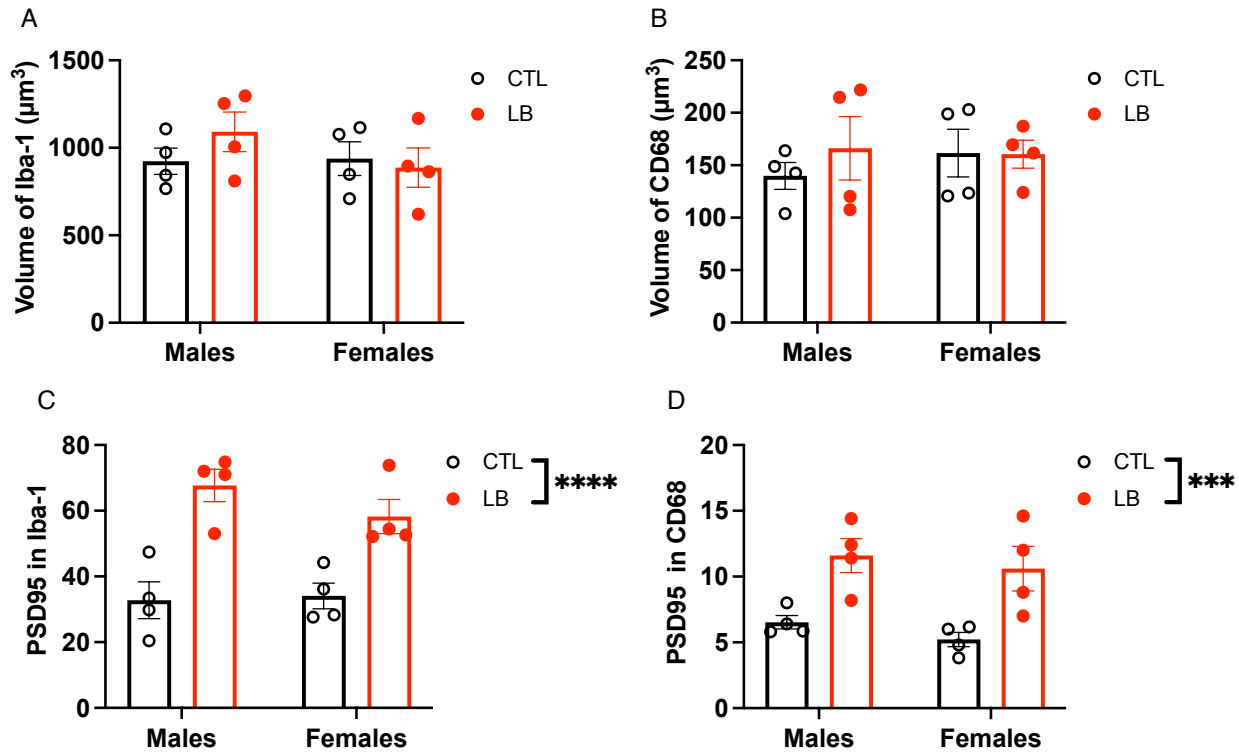 A
Volume of Iba-1 (µm³)
1500
1000
500
0
Males
Females
CTL
LB
B
Volume of CD68 (µm³)
250
200
150
100
50
0
Males
Females
CTL
LB
C
PSD95 in Iba-1
80
60
40
20
0
Males
Females
CTL
LB
****
D
PSD95 in CD68
20
15
10
5
0
Males
Females
CTL
LB
***